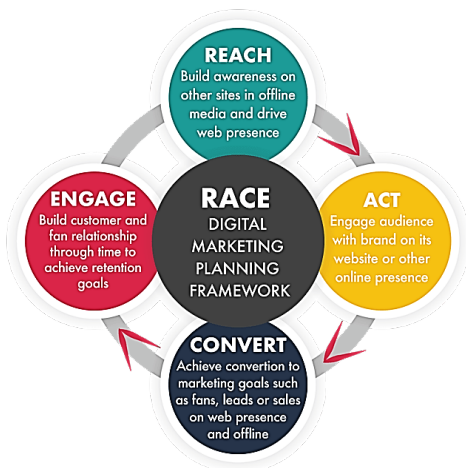 REACH
Build awareness on
other sites in offline
media and drive
web presence
ENGAGE
Build customer and
fan relationship
through time to
achieve retention
goals
RACE
DIGITAL
MARKETING
PLANNING
FRAMEWORK
ACT
Engage audience
with brand on its
website or other
online presence
CONVERT
Achieve convertion to
marketing goals such
as fans, leads or sales
on web presence
and offline